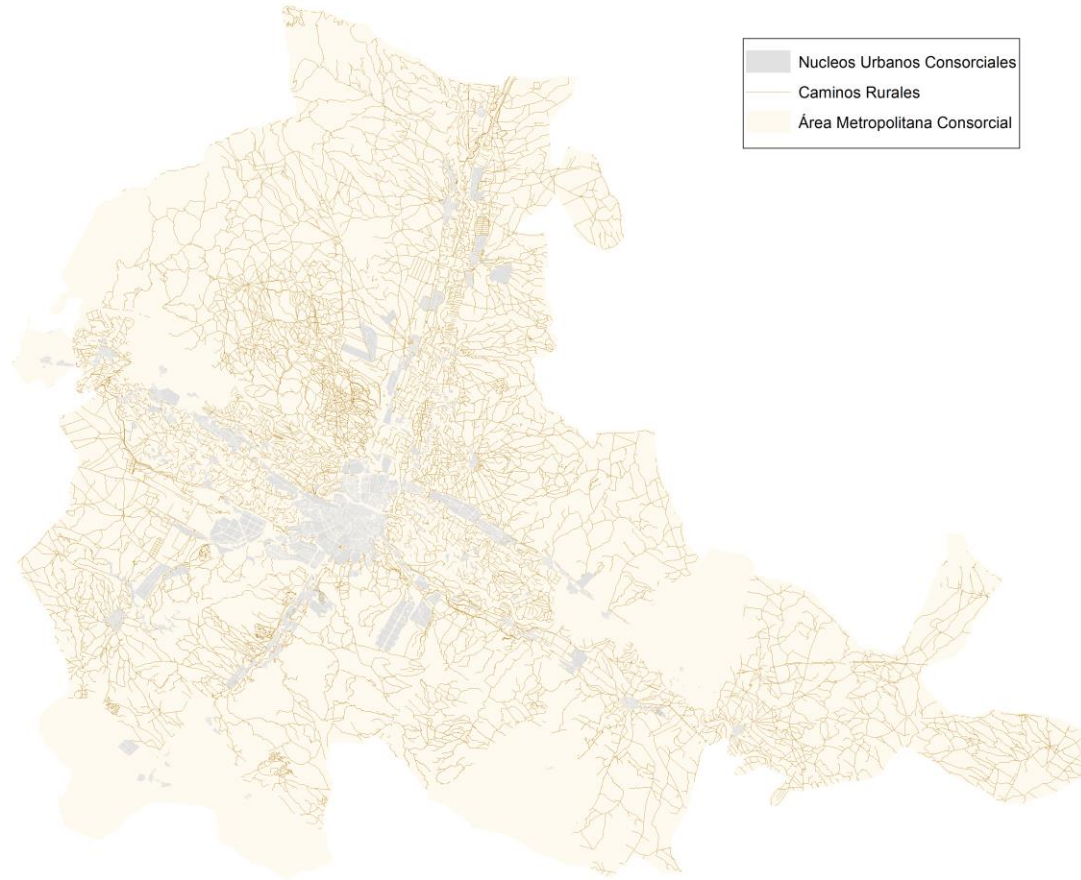 Nucleos Urbanos Consorciales
Caminos Rurales
Área Metropolitana Consorcial